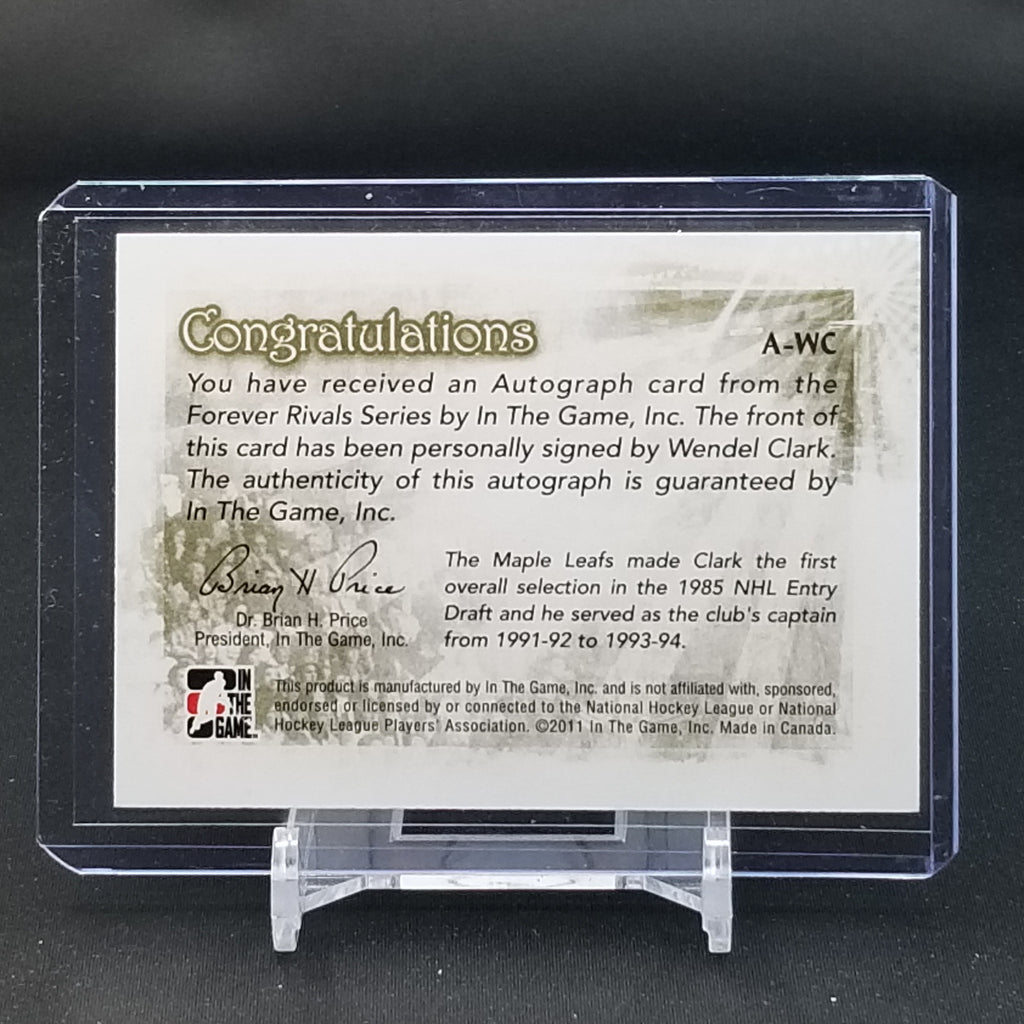 Congratulations
A-WC
You have received an Autograph card from the
Forever Rivals Series by In The Game, Inc. The front of
this card has been personally signed by Wendel Clark.
The authenticity of this autograph is guaranteed by
In The Game, Inc.
Brian H Price
Dr. Brian H. Price
President, In The Game, Inc.
The Maple Leafs made Clark the first
overall selection in the 1985 NHL Entry
Draft and he served as the club's captain
from 1991-92 to 1993-94.
IN
THE
GAME
This product is manufactured by In The Game, Inc. and is not affiliated with, sponsored,
endorsed or licensed by or connected to the National Hockey League or National
Hockey League Players' Association. ©2011 In The Game, Inc. Made in Canada.